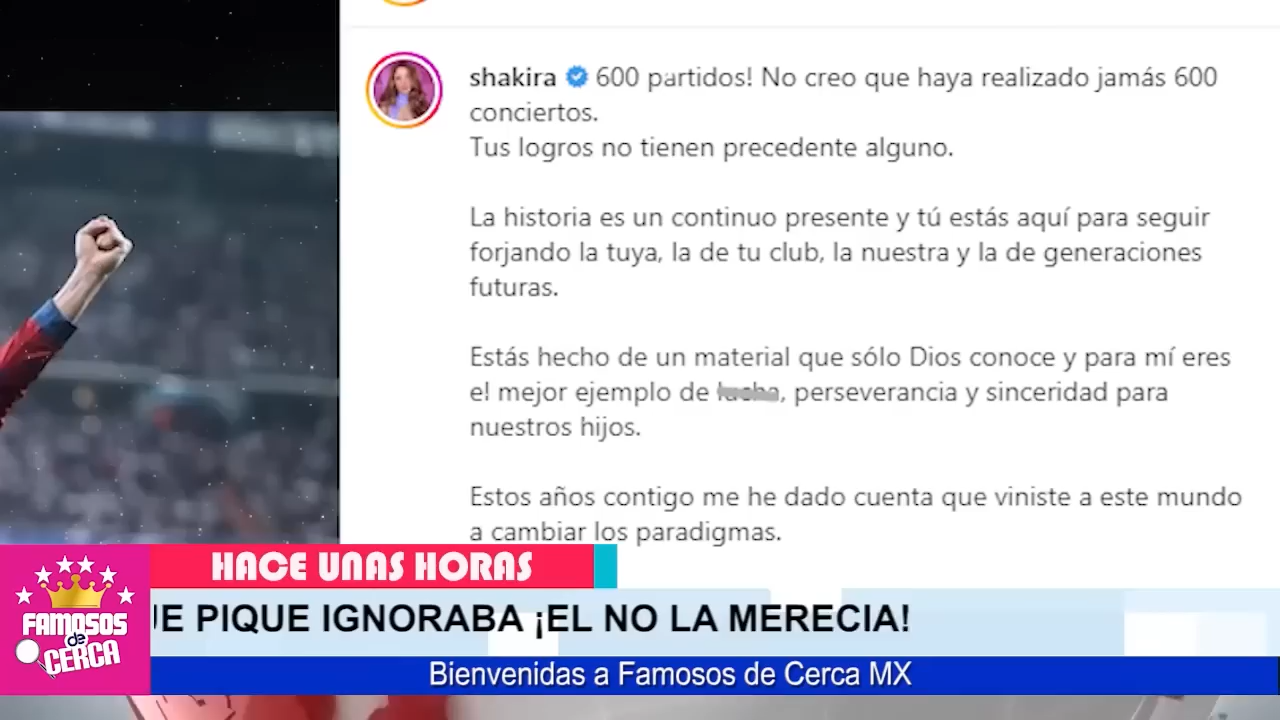 shakira 600 partidos! No creo que haya realizado jamás 600
conciertos.
Tus logros no tienen precedente alguno.
La historia es un continuo presente y tú estás aquí para seguir
forjando la tuya, la de tu club, la nuestra y la de generaciones
futuras.
Estás hecho de un material que sólo Dios conoce y para mí eres
el mejor ejemplo de lucha, perseverancia y sinceridad para
nuestros hijos.
Estos años contigo me he dado cuenta que viniste a este mundo
a cambiar los paradigmas.
HACE UNAS HORAS
PIQUE IGNORABA ¡EL NO LA MERECIA!
FAMOSOS
de
CERCA
Bienvenidas a Famosos de Cerca MX